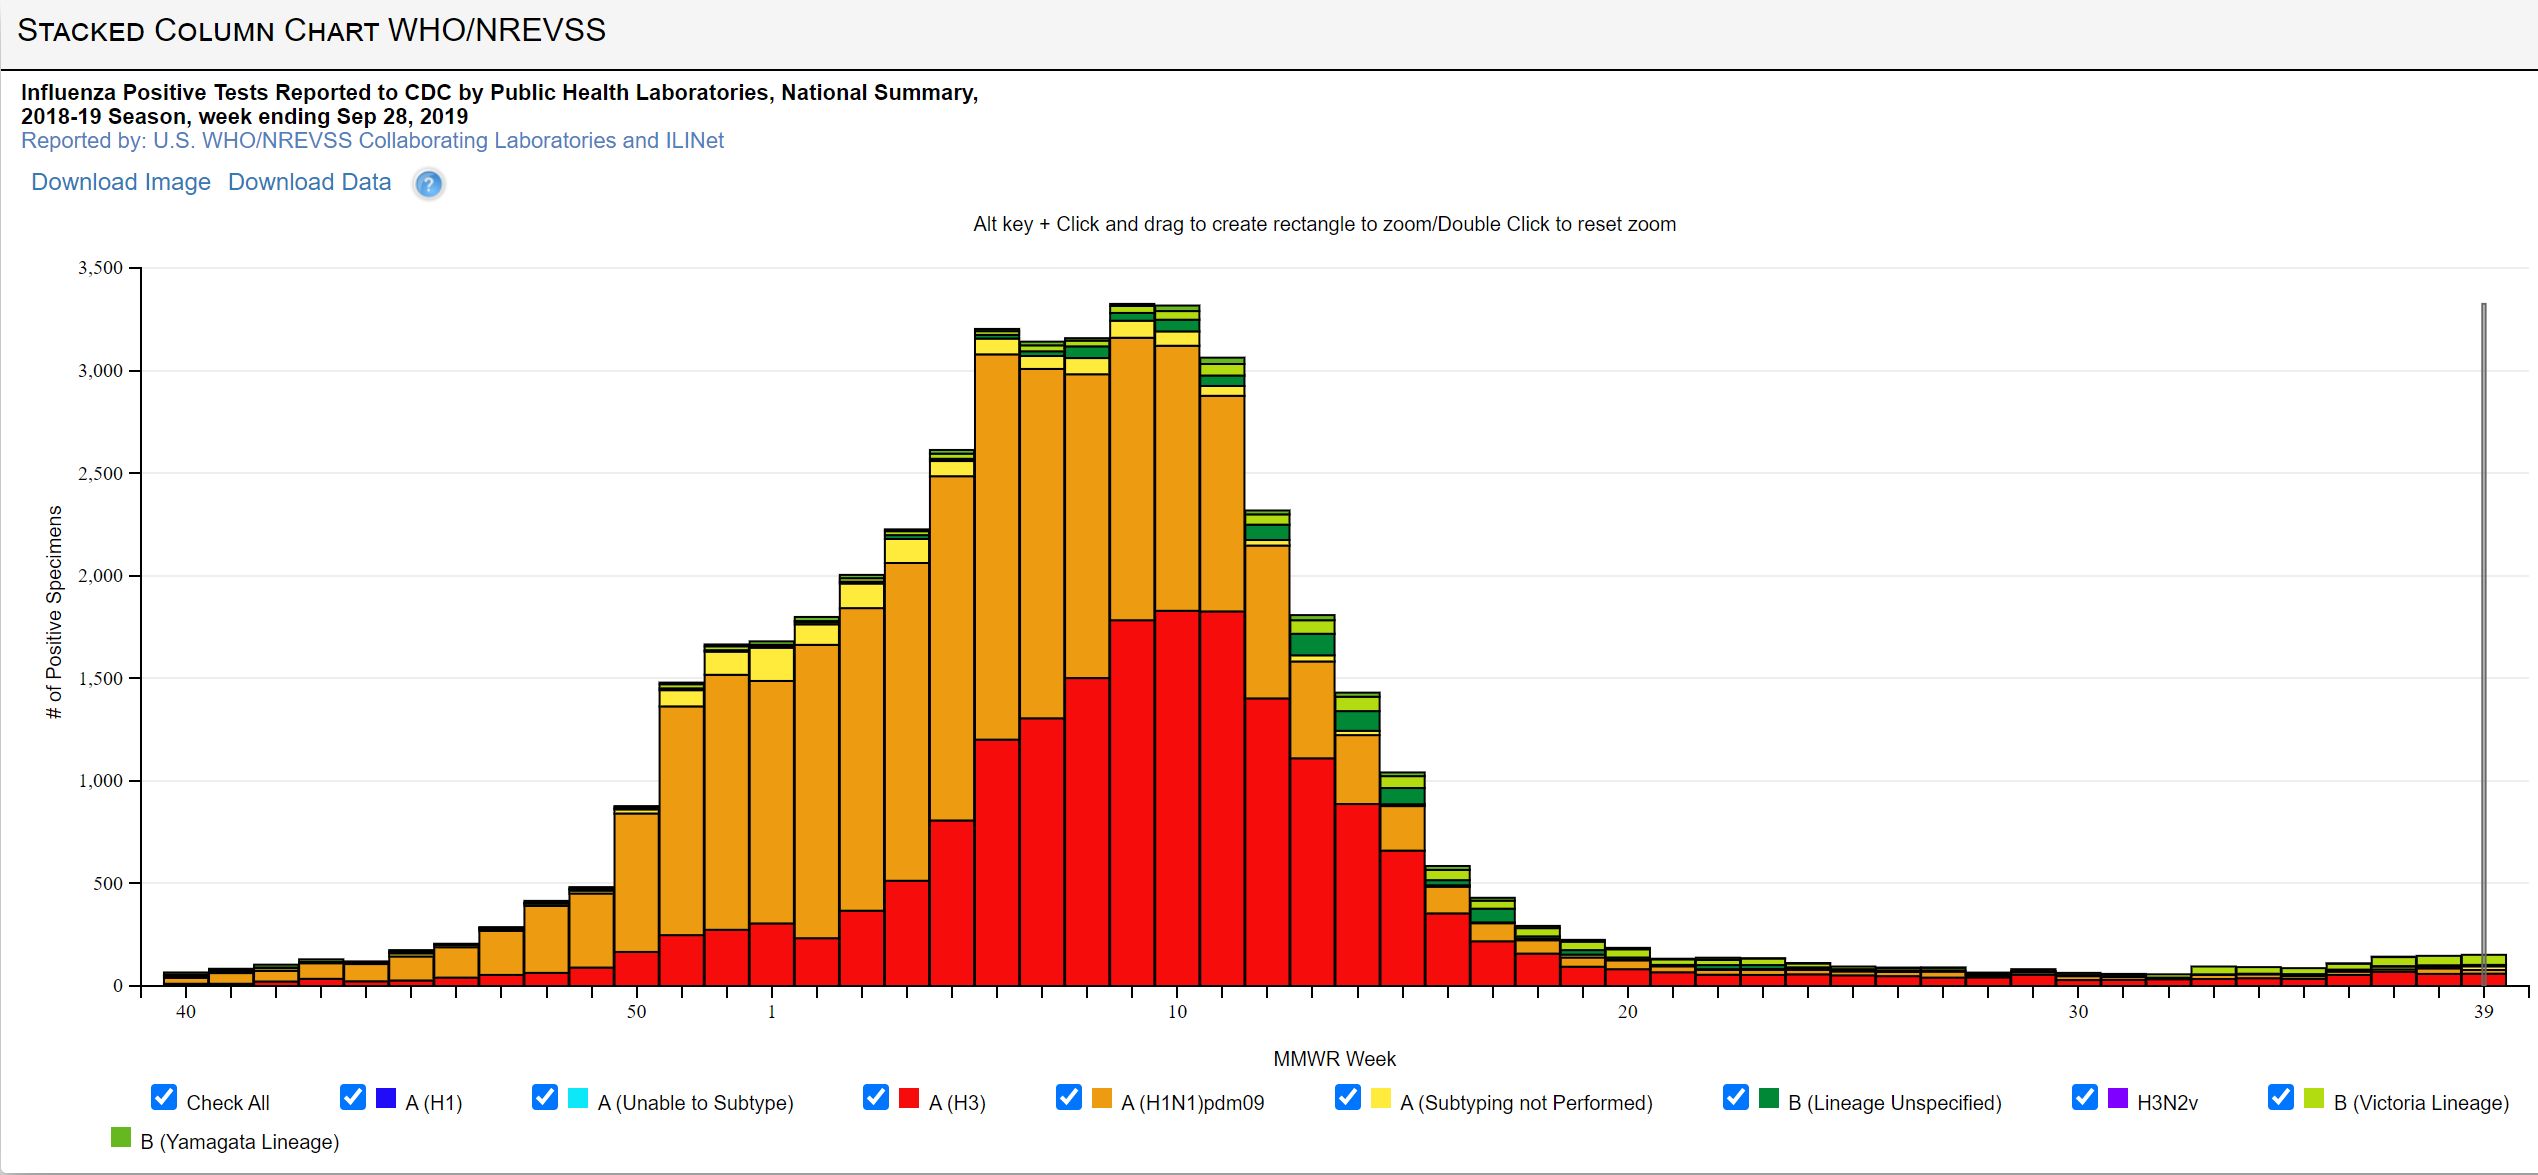 STACKED COLUMN CHART WHO/NREVSS
Influenza Positive Tests Reported to CDC by Public Health Laboratories, National Summary,
2018-19 Season, week ending Sep 28, 2019
Reported by: U.S. WHO/NREVSS Collaborating Laboratories and ILINet
Download Image Download Data ?
Alt key + Click and drag to create rectangle to zoom/Double Click to reset zoom
3,500
3,000
2,500
2,000
1,500
1,000
500
0
# of Positive Specimens
40 50 1 10 20 30 39
MMWR Week
Check All A (H1) A (Unable to Subtype) A (H3) A (H1N1)pdm09 A (Subtyping not Performed) B (Lineage Unspecified) H3N2v B (Victoria Lineage)
B (Yamagata Lineage)